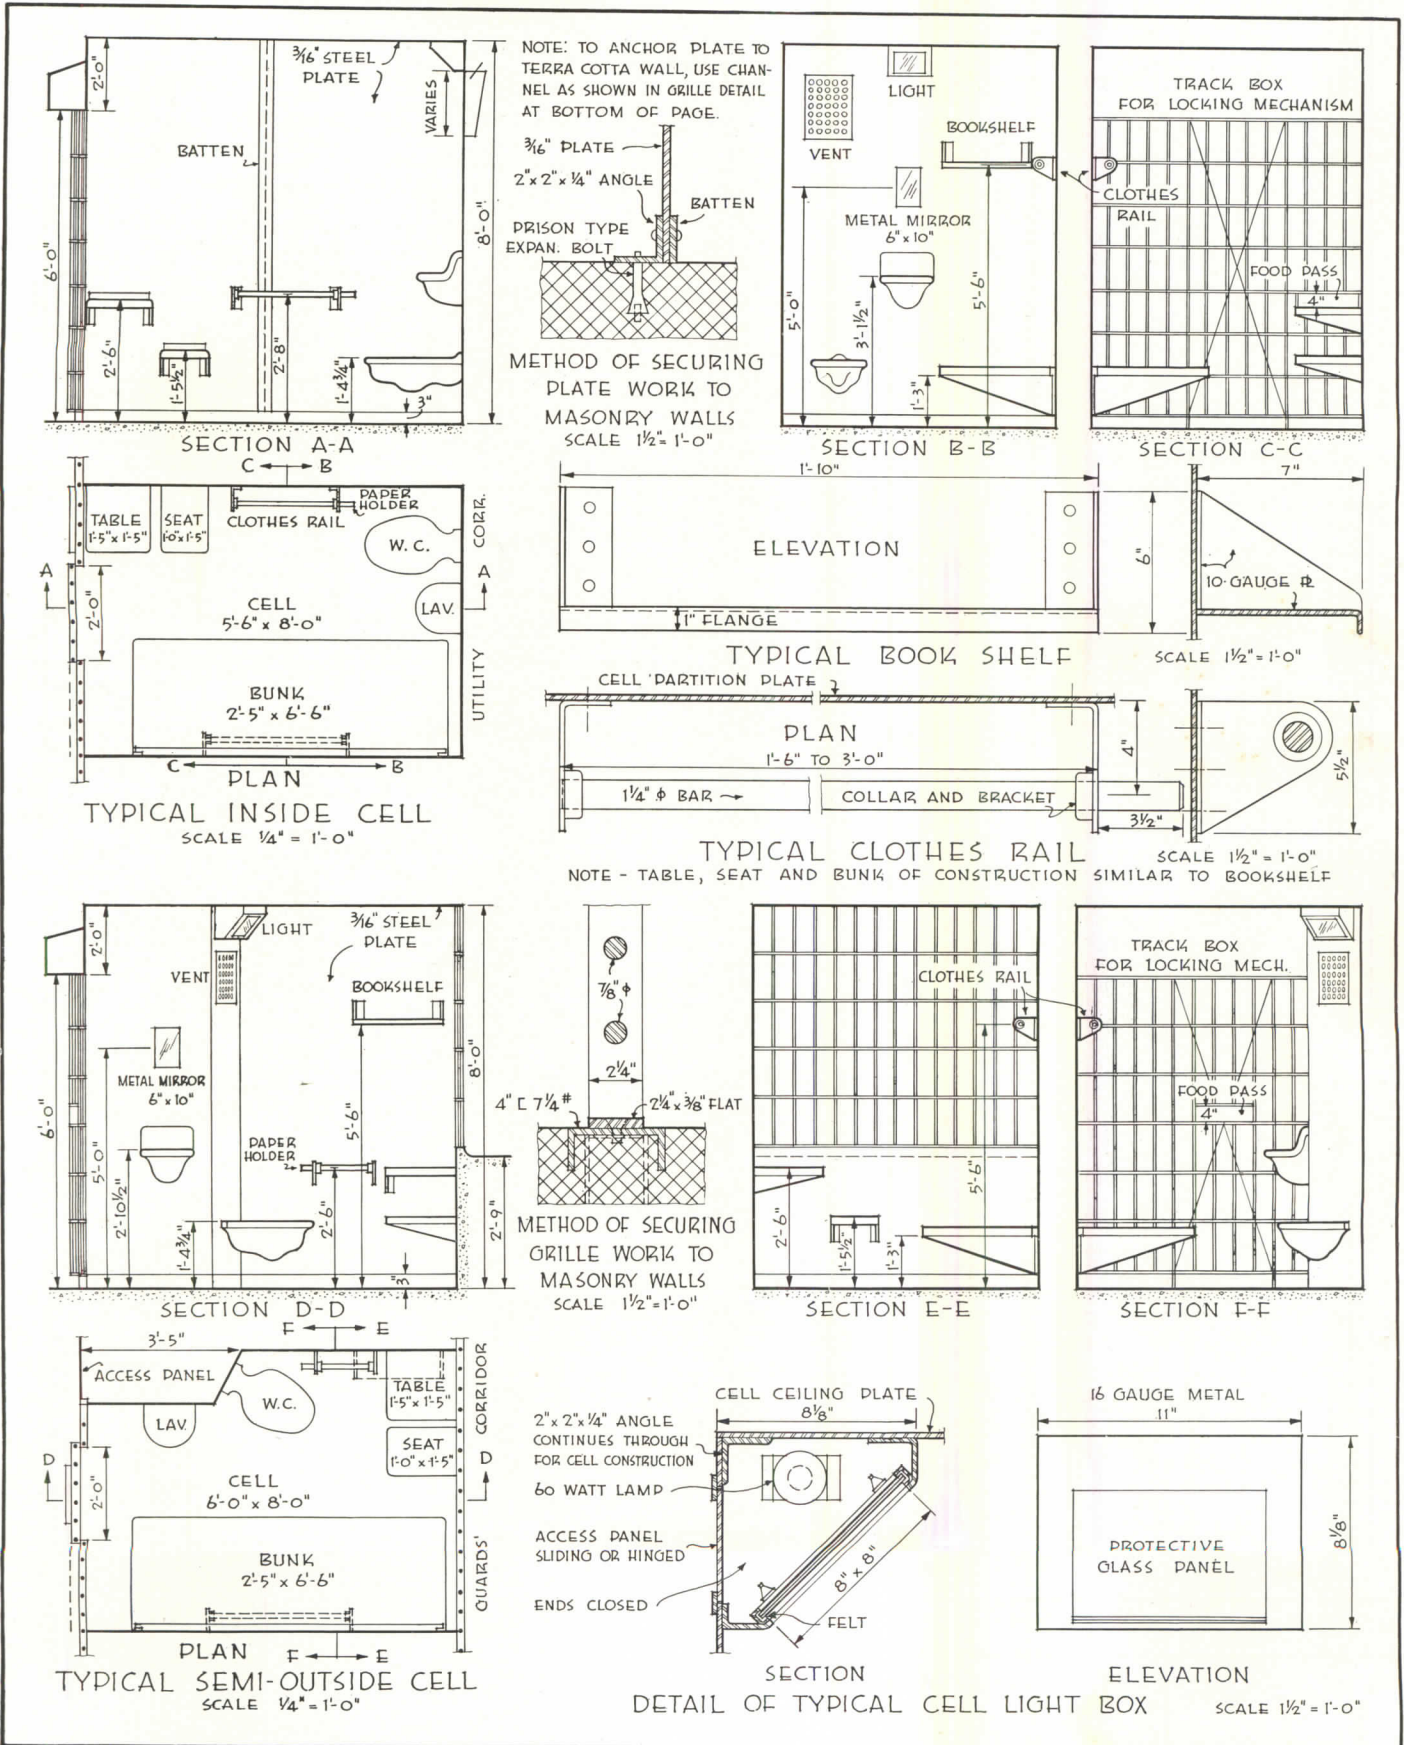 2'-0"
3/16" STEEL
PLATE
VARIES
BATTEN
8'-0"
6'-0"
2'-6"
1'-5½"
2'-8"
1'-4¾"
3"
SECTION A-A
NOTE: TO ANCHOR PLATE TO
TERRA COTTA WALL, USE CHAN-
NEL AS SHOWN IN GRILLE DETAIL
AT BOTTOM OF PAGE.
3/16" PLATE
2"x 2"x ¼" ANGLE
BATTEN
PRISON TYPE
EXPAN. BOLT
METHOD OF SECURING
PLATE WORK TO
MASONRY WALLS
SCALE 1½"= 1'-0"
LIGHT
VENT
BOOKSHELF
METAL MIRROR
6" x 10"
5'-0"
3'-1½"
5'-6"
1'-3"
SECTION B-B
TRACK BOX
FOR LOCKING MECHANISM
CLOTHES
RAIL
FOOD PASS
4"
SECTION C-C
C B
TABLE
1'-5"x 1'-5"
SEAT
1'-0"x 1'-5"
CLOTHES RAIL
PAPER
HOLDER
W.C.
CORR.
A
A
2'-0"
CELL
5'-6" x 8'-0"
LAV.
BUNK
2'-5" x 6'-6"
UTILITY
C B
PLAN
TYPICAL INSIDE CELL
SCALE ¼" = 1'-0"
1'-10"
7"
ELEVATION
6"
10-GAUGE PL
1" FLANGE
TYPICAL BOOK SHELF
SCALE 1½"= 1'-0"
CELL PARTITION PLATE
PLAN
1'-6" TO 3'-0"
4"
5½"
1¼" ϕ BAR
COLLAR AND BRACKET
3½"
TYPICAL CLOTHES RAIL
SCALE 1½"= 1'-0"
NOTE - TABLE, SEAT AND BUNK OF CONSTRUCTION SIMILAR TO BOOKSHELF
2'-0"
LIGHT
3/16" STEEL
PLATE
VENT
BOOKSHELF
METAL MIRROR
6" x 10"
8'-0"
6'-0"
5'-0"
5'-6"
2'-10½"
PAPER
HOLDER
1'-4¾"
2'-6"
2'-9"
3"
SECTION D-D
7/8" ϕ
2¼"
4" [ 7¼ #
2¼"x 3/8" FLAT
METHOD OF SECURING
GRILLE WORK TO
MASONRY WALLS
SCALE 1½"=1'-0"
CLOTHES RAIL
5'-6"
2'-6"
1'-5½"
1'-3"
SECTION E-E
TRACK BOX
FOR LOCKING MECH.
FOOD PASS
4"
SECTION F-F
F E
3'-5"
ACCESS PANEL
LAV.
W.C.
TABLE
1'-5"x 1'-5"
SEAT
1'-0"x 1'-5"
CORRIDOR
D
D
2'-0"
CELL
6'-0" x 8'-0"
BUNK
2'-5" x 6'-6"
GUARDS'
PLAN
F E
TYPICAL SEMI-OUTSIDE CELL
SCALE ¼"= 1'-0"
CELL CEILING PLATE
8⅛"
2"x 2"x ¼" ANGLE
CONTINUES THROUGH
FOR CELL CONSTRUCTION
60 WATT LAMP
ACCESS PANEL
SLIDING OR HINGED
ENDS CLOSED
8" x 8"
FELT
SECTION
16 GAUGE METAL
11"
8⅛"
PROTECTIVE
GLASS PANEL
ELEVATION
DETAIL OF TYPICAL CELL LIGHT BOX
SCALE 1½"= 1'-0"